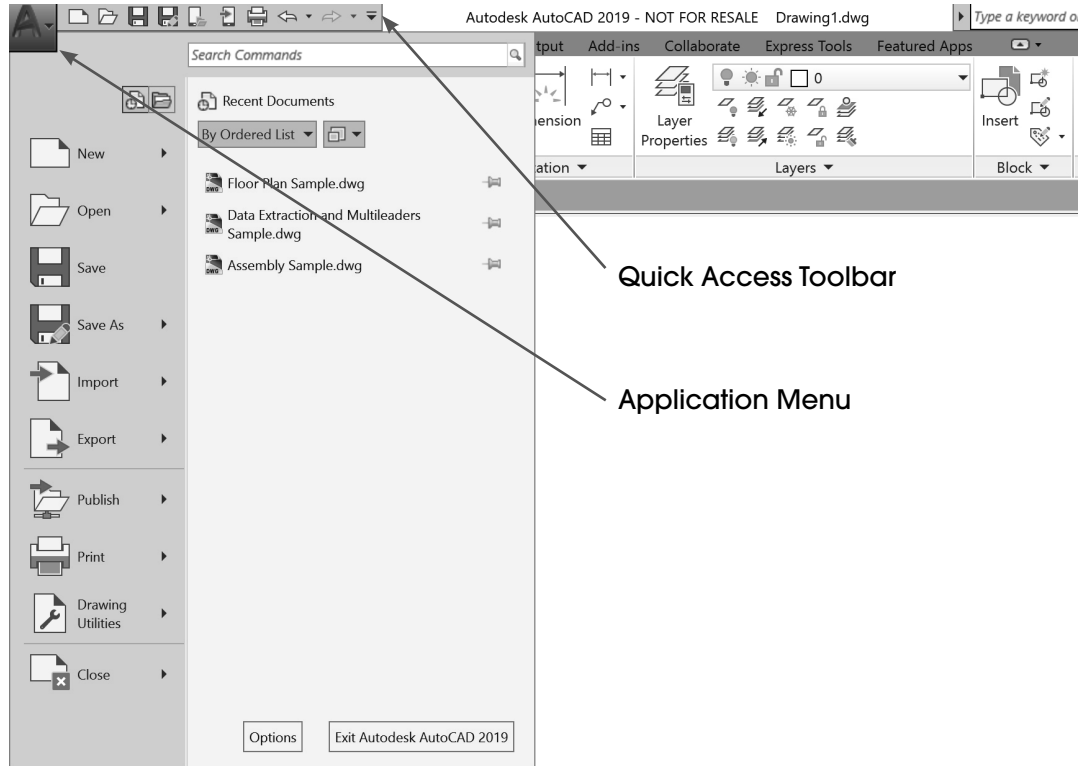 Autodesk AutoCAD 2019 - NOT FOR RESALE Drawing1.dwg
Type a keyword
A
Search Commands
Add-ins Collaborate Express Tools Featured Apps
Recent Documents
By Ordered List
New
Open
Save
Save As
Import
Export
Publish
Print
Drawing
Utilities
Close
Floor Plan Sample.dwg
Data Extraction and Multileaders
Sample.dwg
Assembly Sample.dwg
DWG
DWG
DWG
Options
Exit Autodesk AutoCAD 2019
0
Layer
Properties
Layers
Insert
Block
Quick Access Toolbar
Application Menu